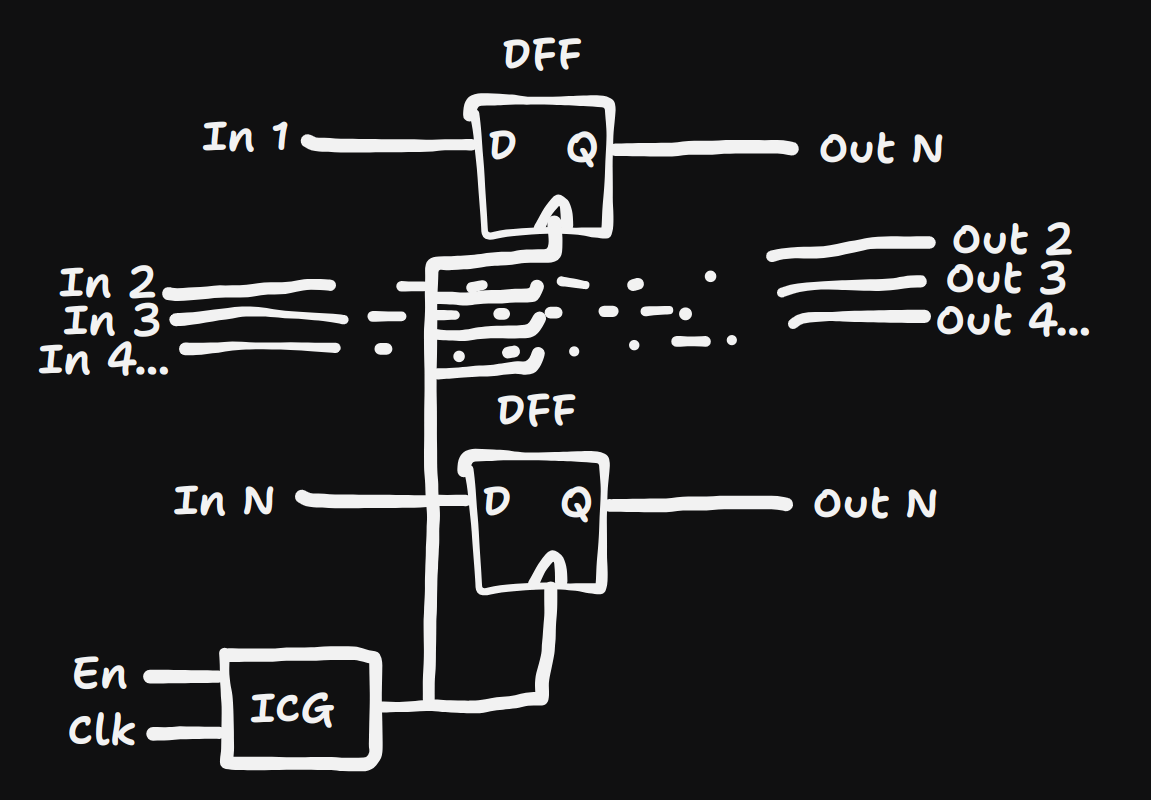 DFF
In 1
D Q
Out N
Out 2
In 2
Out 3
In 3
Out 4...
In 4...
DFF
In N
D Q
Out N
En
ICG
Clk